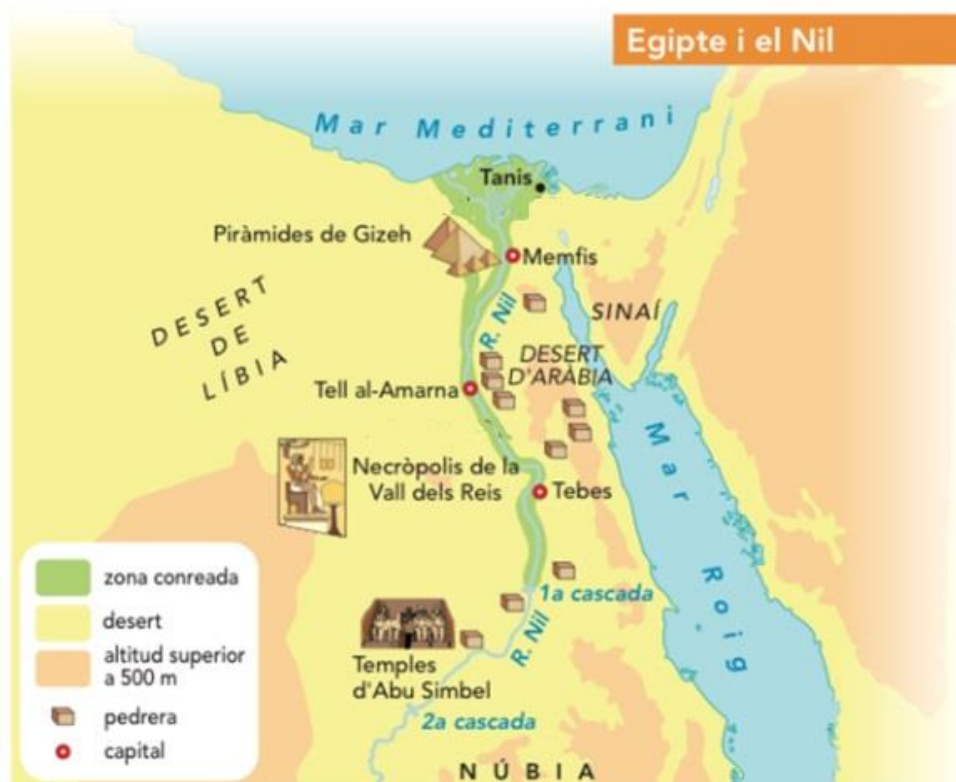 Egipte i el Nil
Mar Mediterrani
Tanis
Piràmides de Gizeh
Memfis
DESERT
DE
LÍBIA
R. Nil
SINAÍ
DESERT
D'ARÀBIA
Tell al-Amarna
Mar Roig
Necròpolis de la
Vall dels Reis
Tebes
zona conreada
desert
altitud superior
a 500 m
pedrera
capital
1a cascada
R. Nil
Temples
d'Abu Simbel
2a cascada
NÚBIA